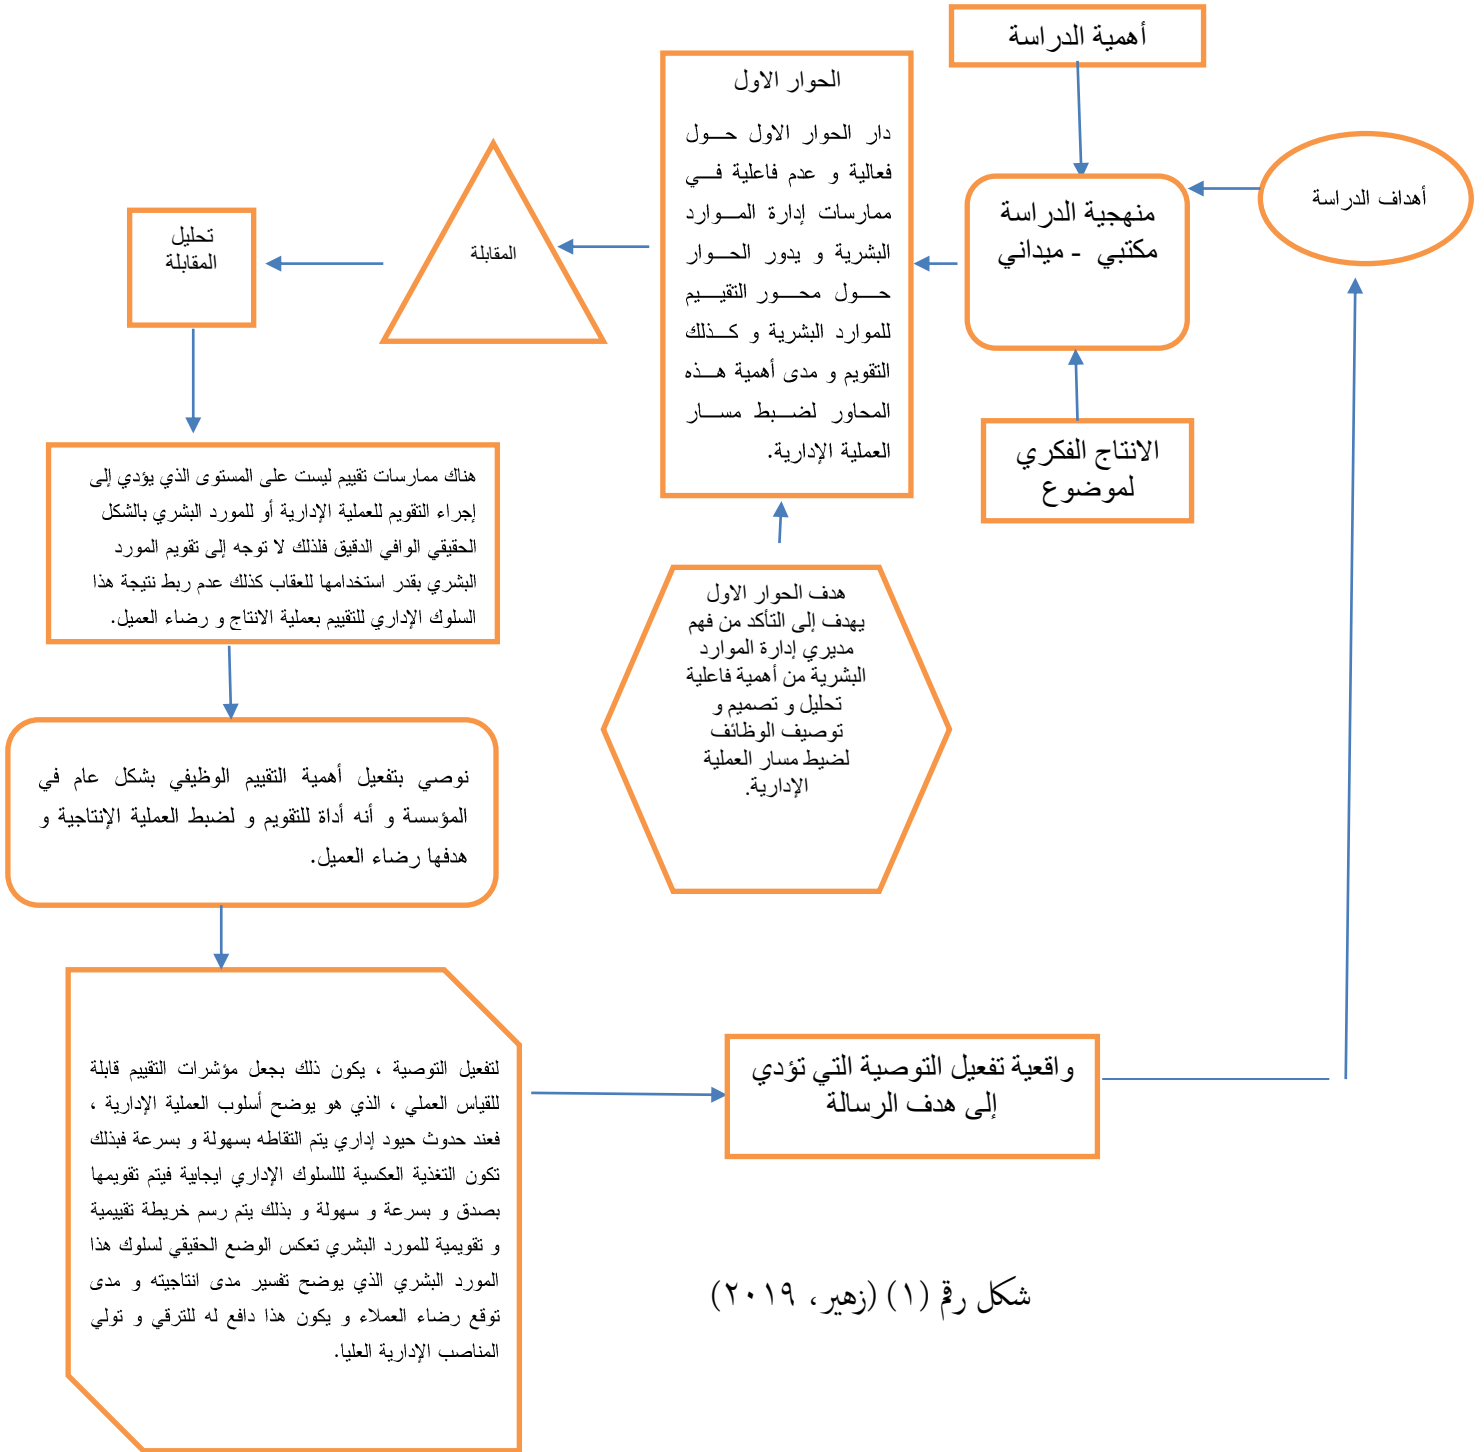 أهمية الدراسة
أهداف الدراسة
منهجية الدراسة
مكتبي - ميداني
الانتاج الفكري
لموضوع
الحوار الاول
دار الحوار الاول حول
فعالية و عدم فاعلية في
ممارسات إدارة الموارد
البشرية و يدور الحوار
حول محور التقييم
للموارد البشرية و كذلك
التقويم و مدى أهمية هذه
المحاور لضبط مسار
العملية الإدارية.
هدف الحوار الاول
يهدف إلى التأكد من فهم
مديري إدارة الموارد
البشرية من أهمية فاعلية
تحليل و تصميم و
توصيف الوظائف
لضيط مسار العملية
الإدارية.
المقابلة
تحليل
المقابلة
هناك ممارسات تقييم ليست على المستوى الذي يؤدي إلى
إجراء التقويم للعملية الإدارية أو للمورد البشري بالشكل
الحقيقي الوافي الدقيق فلذلك لا توجه إلى تقويم المورد
البشري بقدر استخدامها للعقاب كذلك عدم ربط نتيجة هذا
السلوك الإداري للتقييم بعملية الانتاج و رضاء العميل.
نوصي بتفعيل أهمية التقييم الوظيفي بشكل عام في
المؤسسة و أنه أداة للتقويم و لضبط العملية الإنتاجية و
هدفها رضاء العميل.
لتفعيل التوصية ، يكون ذلك بجعل مؤشرات التقييم قابلة
للقياس العملي ، الذي هو يوضح أسلوب العملية الإدارية ،
فعند حدوث حيود إداري يتم التقاطه بسهولة و بسرعة فبذلك
تكون التغذية العكسية لللسلوك الإداري ايجابية فيتم تقويمها
بصدق و بسرعة و سهولة و بذلك يتم رسم خريطة تقييمية
و تقويمية للمورد البشري تعكس الوضع الحقيقي لسلوك هذا
المورد البشري الذي يوضح تفسير مدى انتاجيته و مدى
توقع رضاء العملاء و يكون هذا دافع له للترقي و تولي
المناصب الإدارية العليا.
واقعية تفعيل التوصية التي تؤدي
إلى هدف الرسالة
شكل رقم (١) (زهير، ٢٠١٩)